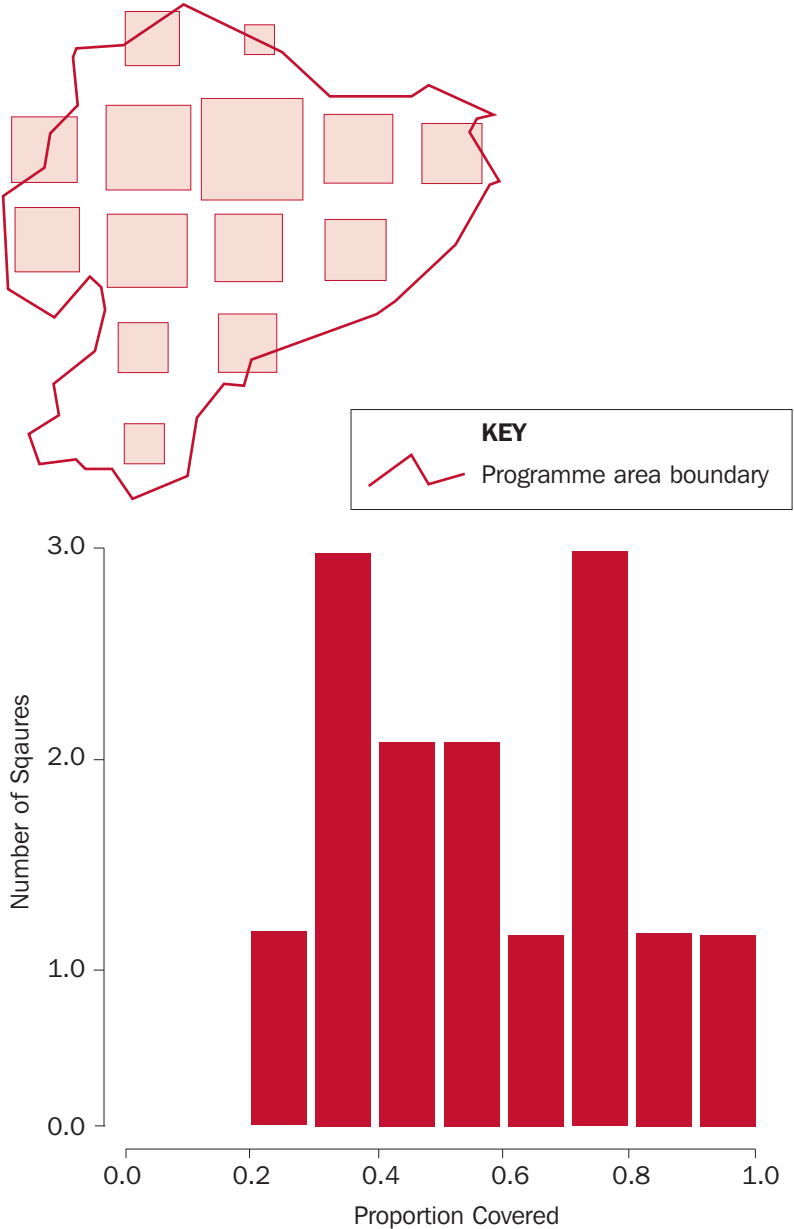 KEY
Programme area boundary
3.0
2.0
1.0
0.0
Number of Sqaures
0.0 0.2 0.4 0.6 0.8 1.0
Proportion Covered